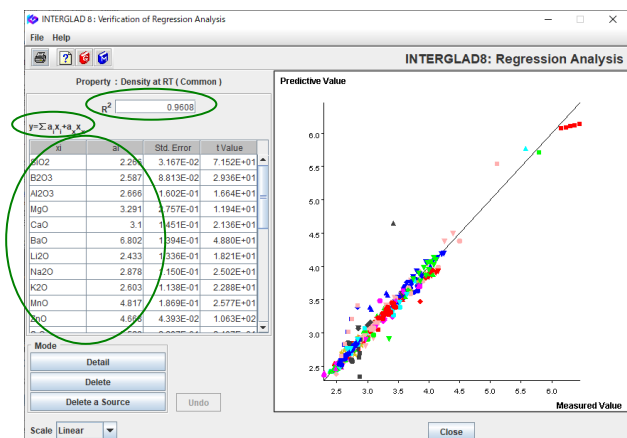 INTERGLAD 8: Verification of Regression Analysis
File Help
INTERGLAD8: Regression Analysis
Property : Density at RT ( Common )
R² 0.9608
y=∑aixi+axx
xi ai Std. Error t Value
SiO2 2.266 3.167E-02 7.152E+01
B2O3 2.587 8.813E-02 2.936E+01
Al2O3 2.666 1.602E-01 1.664E+01
MgO 3.291 2.757E-01 1.194E+01
CaO 3.1 1.451E-01 2.136E+01
BaO 6.802 1.394E-01 4.880E+01
Li2O 2.433 1.336E-01 1.821E+01
Na2O 2.878 1.150E-01 2.502E+01
K2O 2.603 1.138E-01 2.288E+01
MnO 4.817 1.869E-01 2.577E+01
ZnO 4.668 4.393E-02 1.063E+02
Mode
Detail
Delete
Delete a Source Undo
Scale Linear
Predictive Value
6.0
5.5
5.0
4.5
4.0
3.5
3.0
2.5
2.5 3.0 3.5 4.0 4.5 5.0 5.5 6.0
Measured Value
Close